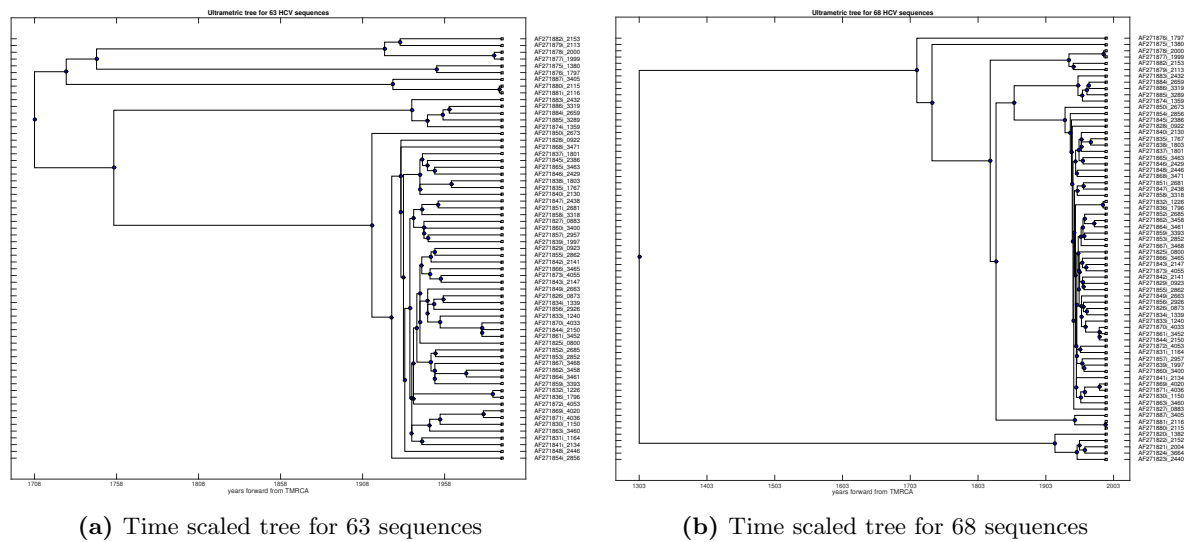 Ultrametric tree for 63 HCV sequences
AF271882|_2153
AF271879|_2113
AF271878|_2000
AF271877|_1999
AF271875|_1380
AF271876|_1797
AF271887|_3405
AF271880|_2115
AF271881|_2116
AF271883|_2432
AF271886|_3319
AF271884|_2659
AF271885|_3289
AF271874|_1359
AF271850|_2673
AF271828|_0922
AF271868|_3471
AF271837|_1801
AF271845|_2386
AF271865|_3463
AF271846|_2429
AF271838|_1803
AF271835|_1767
AF271840|_2130
AF271847|_2438
AF271851|_2681
AF271858|_3318
AF271827|_0883
AF271860|_3400
AF271857|_2957
AF271839|_1997
AF271829|_0923
AF271855|_2862
AF271842|_2141
AF271866|_3465
AF271873|_4055
AF271843|_2147
AF271849|_2663
AF271826|_0873
AF271834|_1339
AF271856|_2926
AF271833|_1240
AF271870|_4033
AF271844|_2150
AF271861|_3452
AF271825|_0800
AF271852|_2685
AF271853|_2852
AF271867|_3468
AF271862|_3458
AF271864|_3461
AF271859|_3393
AF271832|_1226
AF271836|_1796
AF271872|_4053
AF271869|_4020
AF271871|_4036
AF271830|_1150
AF271863|_3460
AF271831|_1164
AF271841|_2134
AF271848|_2446
AF271854|_2856
1708 1758 1808 1858 1908 1958
years forward from TMRCA
(a) Time scaled tree for 63 sequences
Ultrametric tree for 68 HCV sequences
AF271876|_1797
AF271875|_1380
AF271878|_2000
AF271877|_1999
AF271882|_2153
AF271879|_2113
AF271883|_2432
AF271884|_2659
AF271886|_3319
AF271885|_3289
AF271874|_1359
AF271850|_2673
AF271854|_2856
AF271845|_2386
AF271828|_0922
AF271840|_2130
AF271835|_1767
AF271838|_1803
AF271837|_1801
AF271865|_3463
AF271846|_2429
AF271848|_2446
AF271868|_3471
AF271851|_2681
AF271847|_2438
AF271858|_3318
AF271832|_1226
AF271836|_1796
AF271852|_2685
AF271862|_3458
AF271864|_3461
AF271859|_3393
AF271853|_2852
AF271867|_3468
AF271825|_0800
AF271866|_3465
AF271843|_2147
AF271873|_4055
AF271842|_2141
AF271829|_0923
AF271855|_2862
AF271849|_2663
AF271856|_2926
AF271826|_0873
AF271834|_1339
AF271833|_1240
AF271870|_4033
AF271861|_3452
AF271844|_2150
AF271872|_4053
AF271831|_1164
AF271857|_2957
AF271839|_1997
AF271860|_3400
AF271841|_2134
AF271869|_4020
AF271871|_4036
AF271830|_1150
AF271863|_3460
AF271827|_0883
AF271887|_3405
AF271881|_2116
AF271880|_2115
AF271820|_1382
AF271822|_2152
AF271821|_2004
AF271824|_3664
AF271823|_2440
1303 1403 1503 1603 1703 1803 1903 2003
years forward from TMRCA
(b) Time scaled tree for 68 sequences